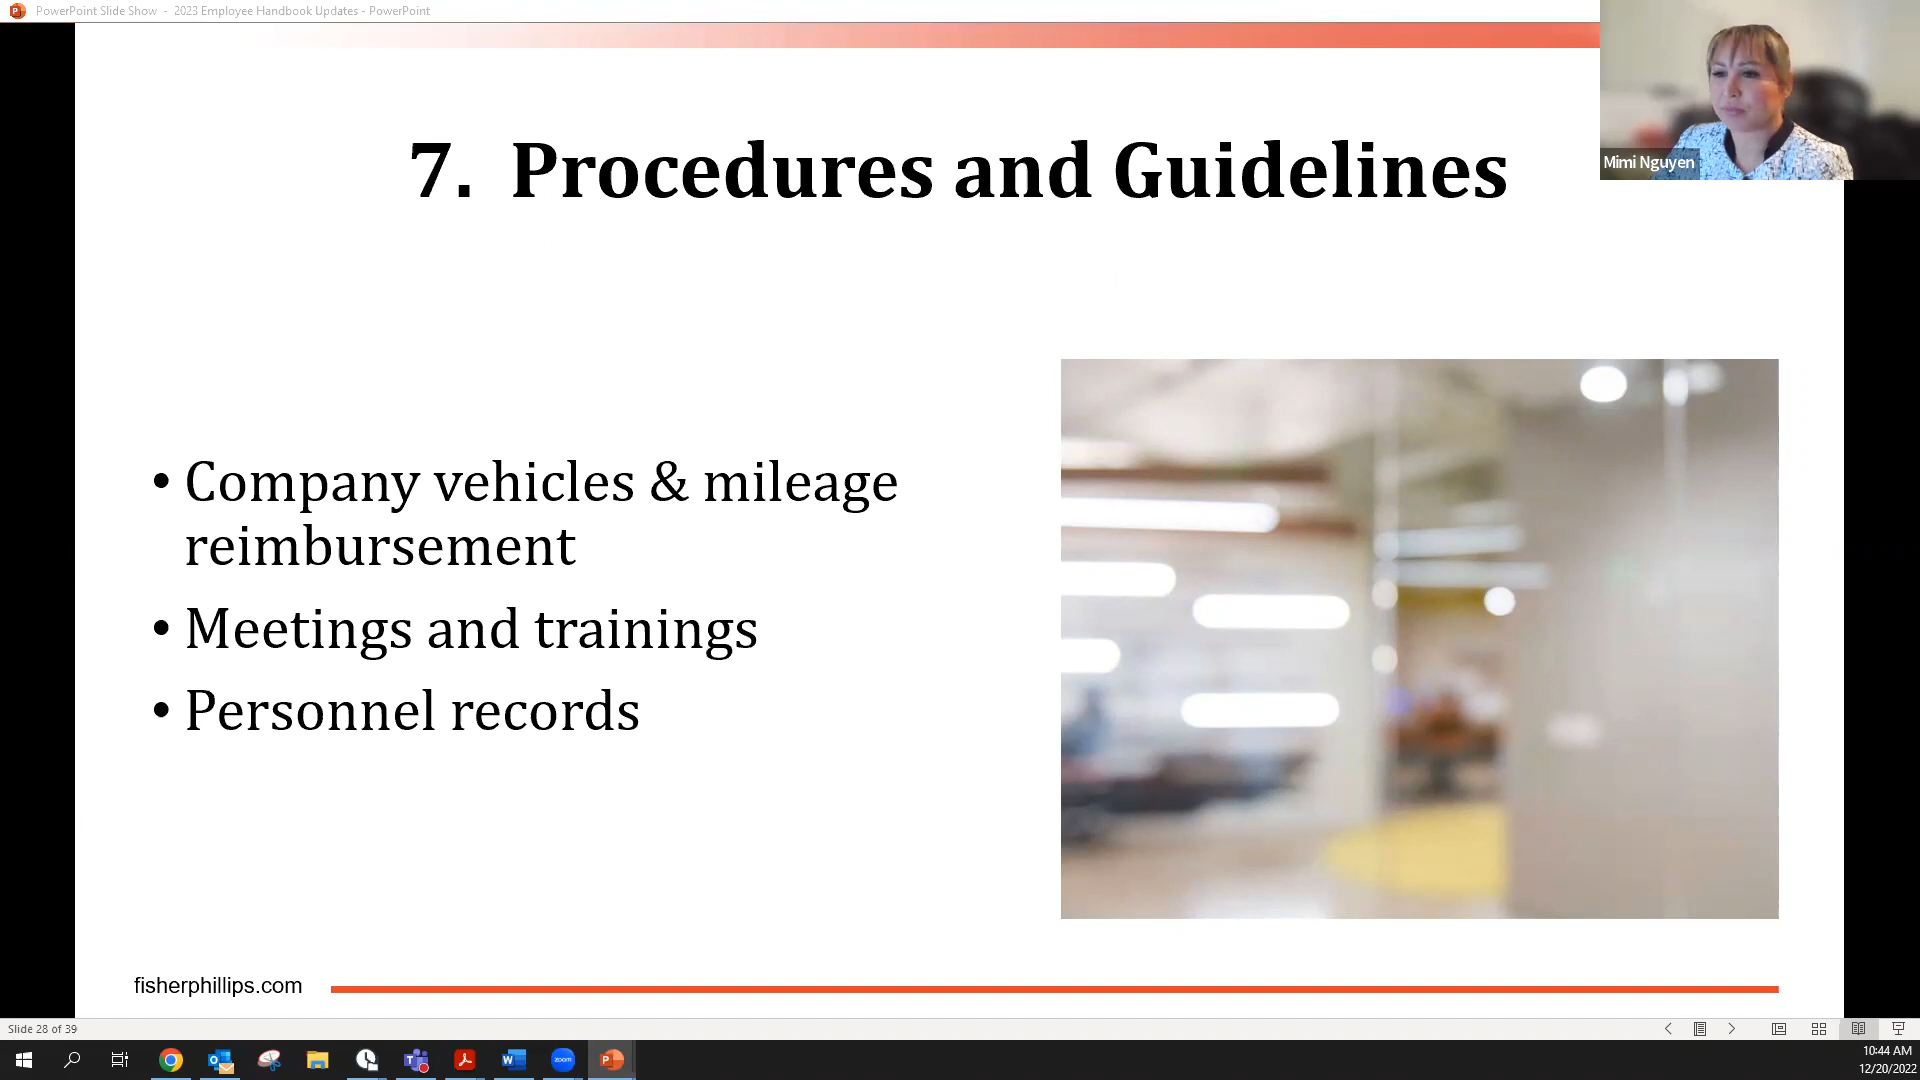 PowerPoint Slide Show - 2023 Employee Handbook Updates - PowerPoint
Mimi Nguyen
7. Procedures and Guidelines
• Company vehicles & mileage
reimbursement
• Meetings and trainings
• Personnel records
fisherphillips.com
Slide 28 of 39
zoom
10:44 AM
12/20/2022